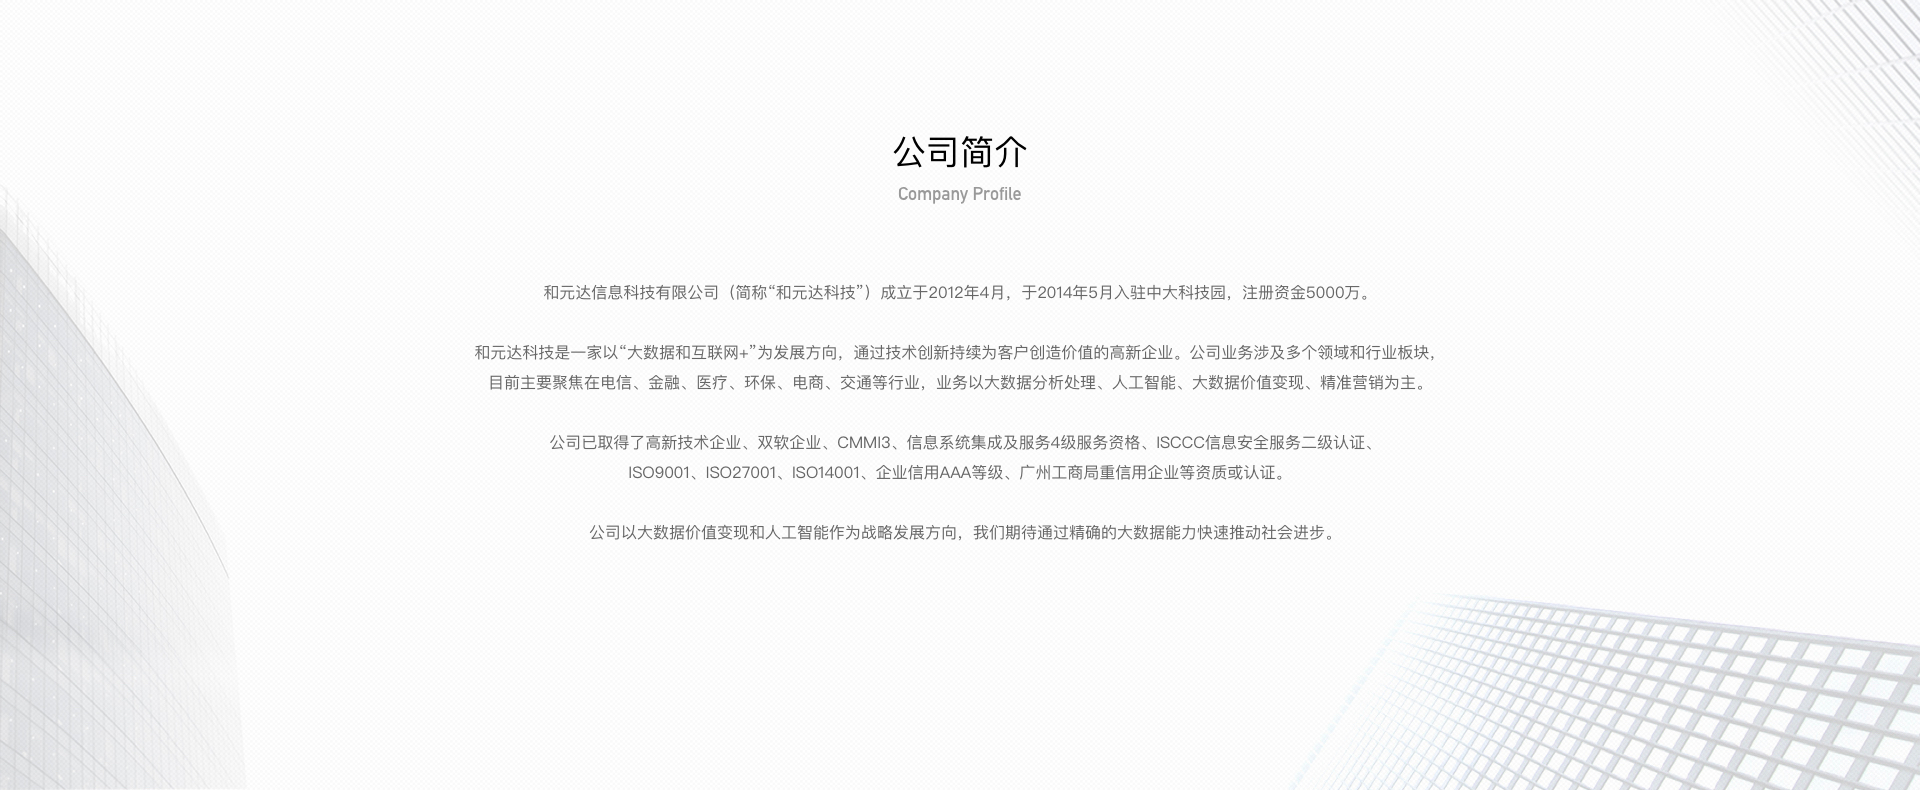 公司简介
Company Profile
和元达信息科技有限公司（简称“和元达科技”）成立于2012年4月，于2014年5月入驻中大科技园，注册资金5000万。
和元达科技是一家以“大数据和互联网+”为发展方向，通过技术创新持续为客户创造价值的高新企业。公司业务涉及多个领域和行业板块，
目前主要聚焦在电信、金融、医疗、环保、电商、交通等行业，业务以大数据分析处理、人工智能、大数据价值变现、精准营销为主。
公司已取得了高新技术企业、双软企业、CMMI3、信息系统集成及服务4级服务资格、ISCCC信息安全服务二级认证、
ISO9001、ISO27001、ISO14001、企业信用AAA等级、广州工商局重信用企业等资质或认证。
公司以大数据价值变现和人工智能作为战略发展方向，我们期待通过精确的大数据能力快速推动社会进步。